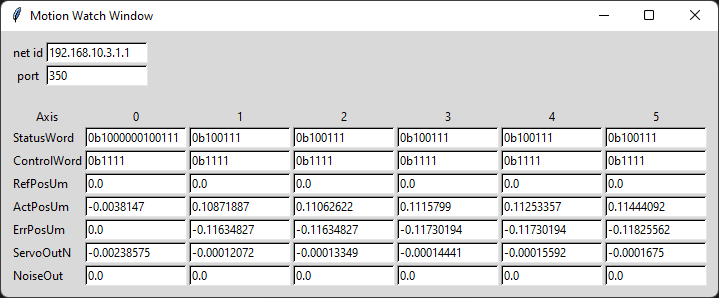 Motion Watch Window
net id 192.168.10.3.1.1
port 350
Axis 0 1 2 3 4 5
StatusWord 0b1000000100111 0b100111 0b100111 0b100111 0b100111 0b100111
ControlWord 0b1111 0b1111 0b1111 0b1111 0b1111 0b1111
RefPosUm 0.0 0.0 0.0 0.0 0.0 0.0
ActPosUm -0.0038147 0.10871887 0.11062622 0.1115799 0.11253357 0.11444092
ErrPosUm 0.0 -0.11634827 -0.11634827 -0.11730194 -0.11730194 -0.11825562
ServoOutN -0.00238575 -0.00012072 -0.00013349 -0.00014441 -0.00015592 -0.0001675
NoiseOut 0.0 0.0 0.0 0.0 0.0 0.0